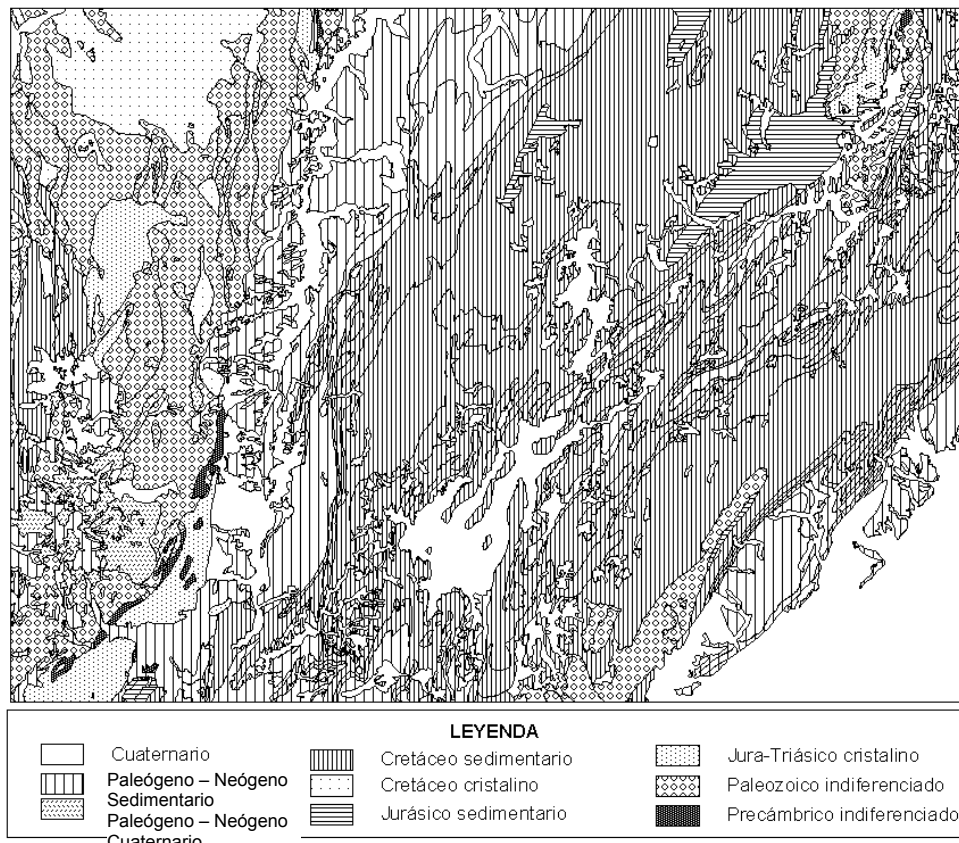 LEYENDA
Cuaternario
Paleógeno – Neógeno
Sedimentario
Paleógeno – Neógeno
Cuaternario
Cretáceo sedimentario
Cretáceo cristalino
Jurásico sedimentario
Jura-Triásico cristalino
Paleozoico indiferenciado
Precámbrico indiferenciado